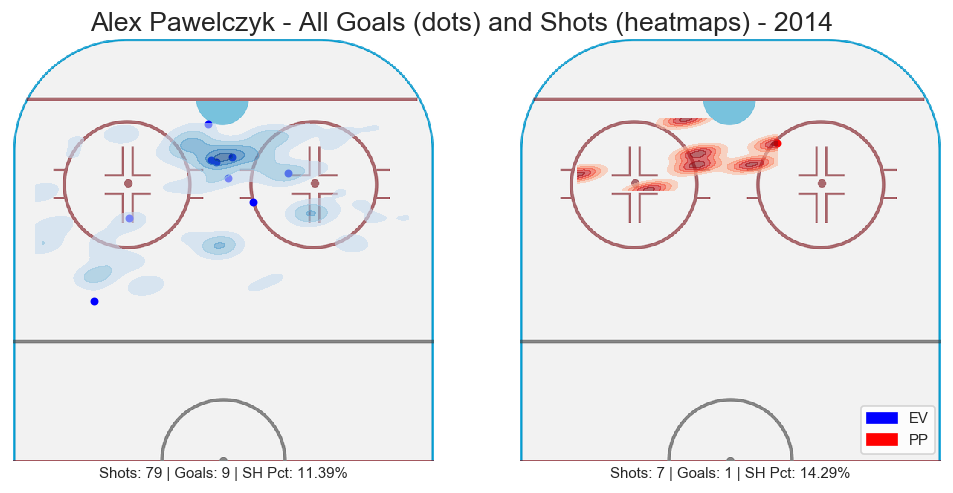 Alex Pawelczyk - All Goals (dots) and Shots (heatmaps) - 2014
EV
PP
Shots: 79 | Goals: 9 | SH Pct: 11.39%
Shots: 7 | Goals: 1 | SH Pct: 14.29%